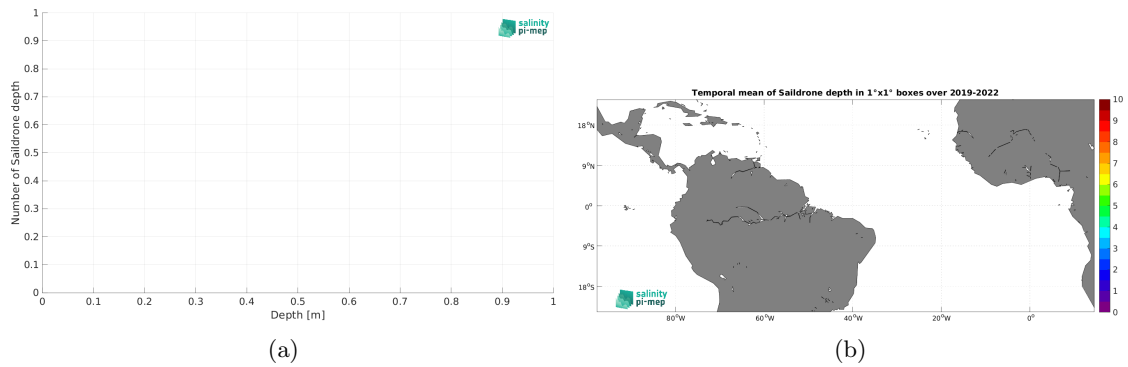 1
0.9
0.8
0.7
0.6
0.5
0.4
0.3
0.2
0.1
0
Number of Saildrone depth
0 0.1 0.2 0.3 0.4 0.5 0.6 0.7 0.8 0.9 1
Depth [m]
salinity
pi-mep
(a)
Temporal mean of Saildrone depth in 1°x1° boxes over 2019-2022
18°N
9°N
0°
9°S
18°S
80°W 60°W 40°W 20°W 0°
salinity
pi-mep
10
9
8
7
6
5
4
3
2
1
0
(b)